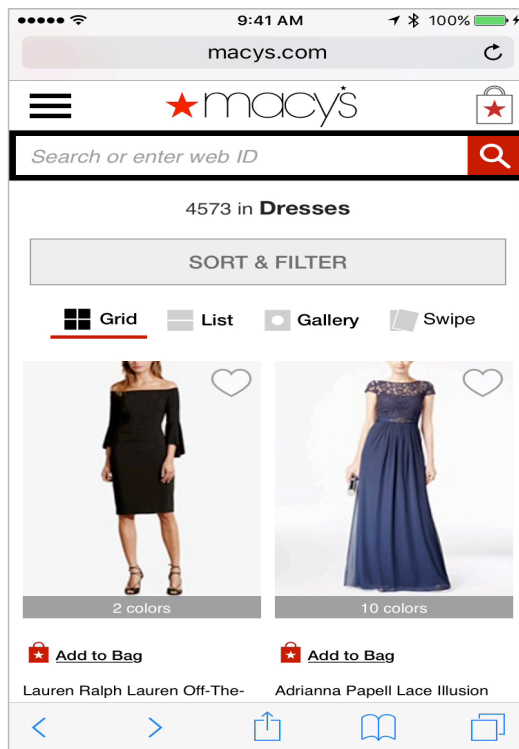 9:41 AM
100%
macys.com
macy's
Search or enter web ID
4573 in Dresses
SORT & FILTER
Grid
List
Gallery
Swipe
2 colors
10 colors
Add to Bag
Add to Bag
Lauren Ralph Lauren Off-The-
Adrianna Papell Lace Illusion